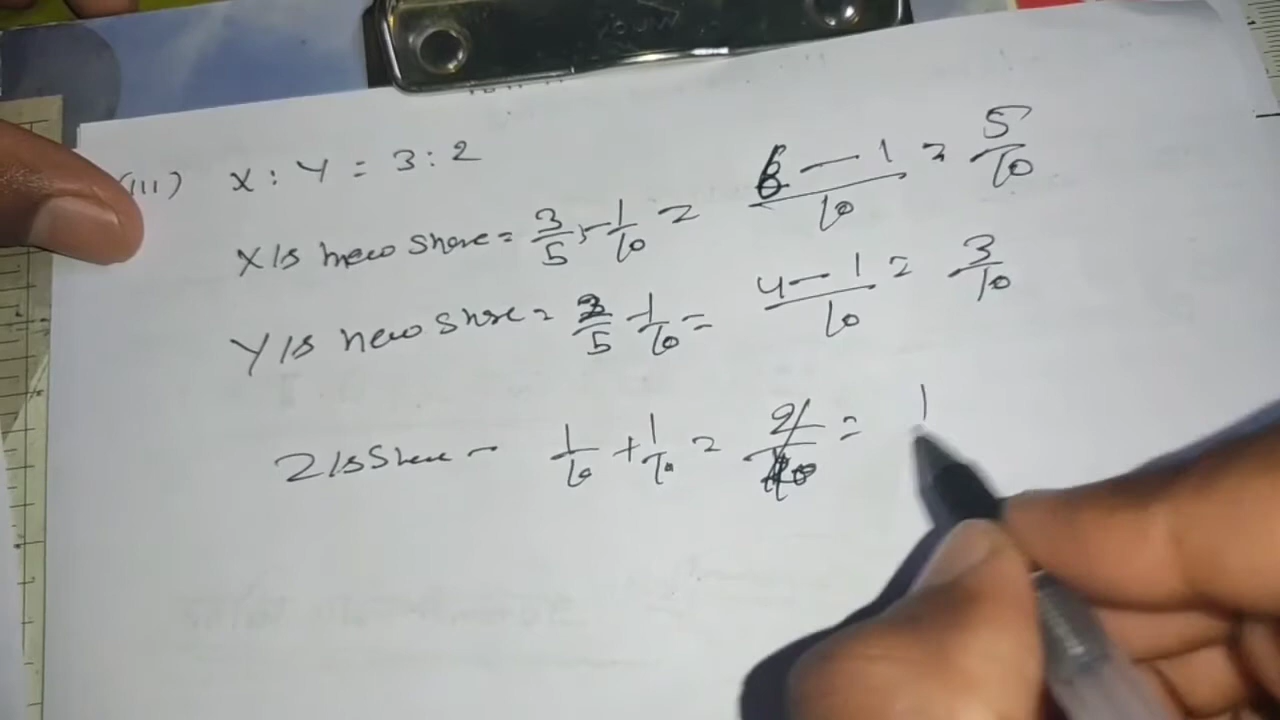 (III) X : Y = 3 : 2
X's new share = 3/5 - 1/10 = 6 - 1/10 = 5/10
Y's new share = 2/5 - 1/10 = 4 - 1/10 = 3/10
Z's Share - 1/10 + 1/10 = 2/10 = 1